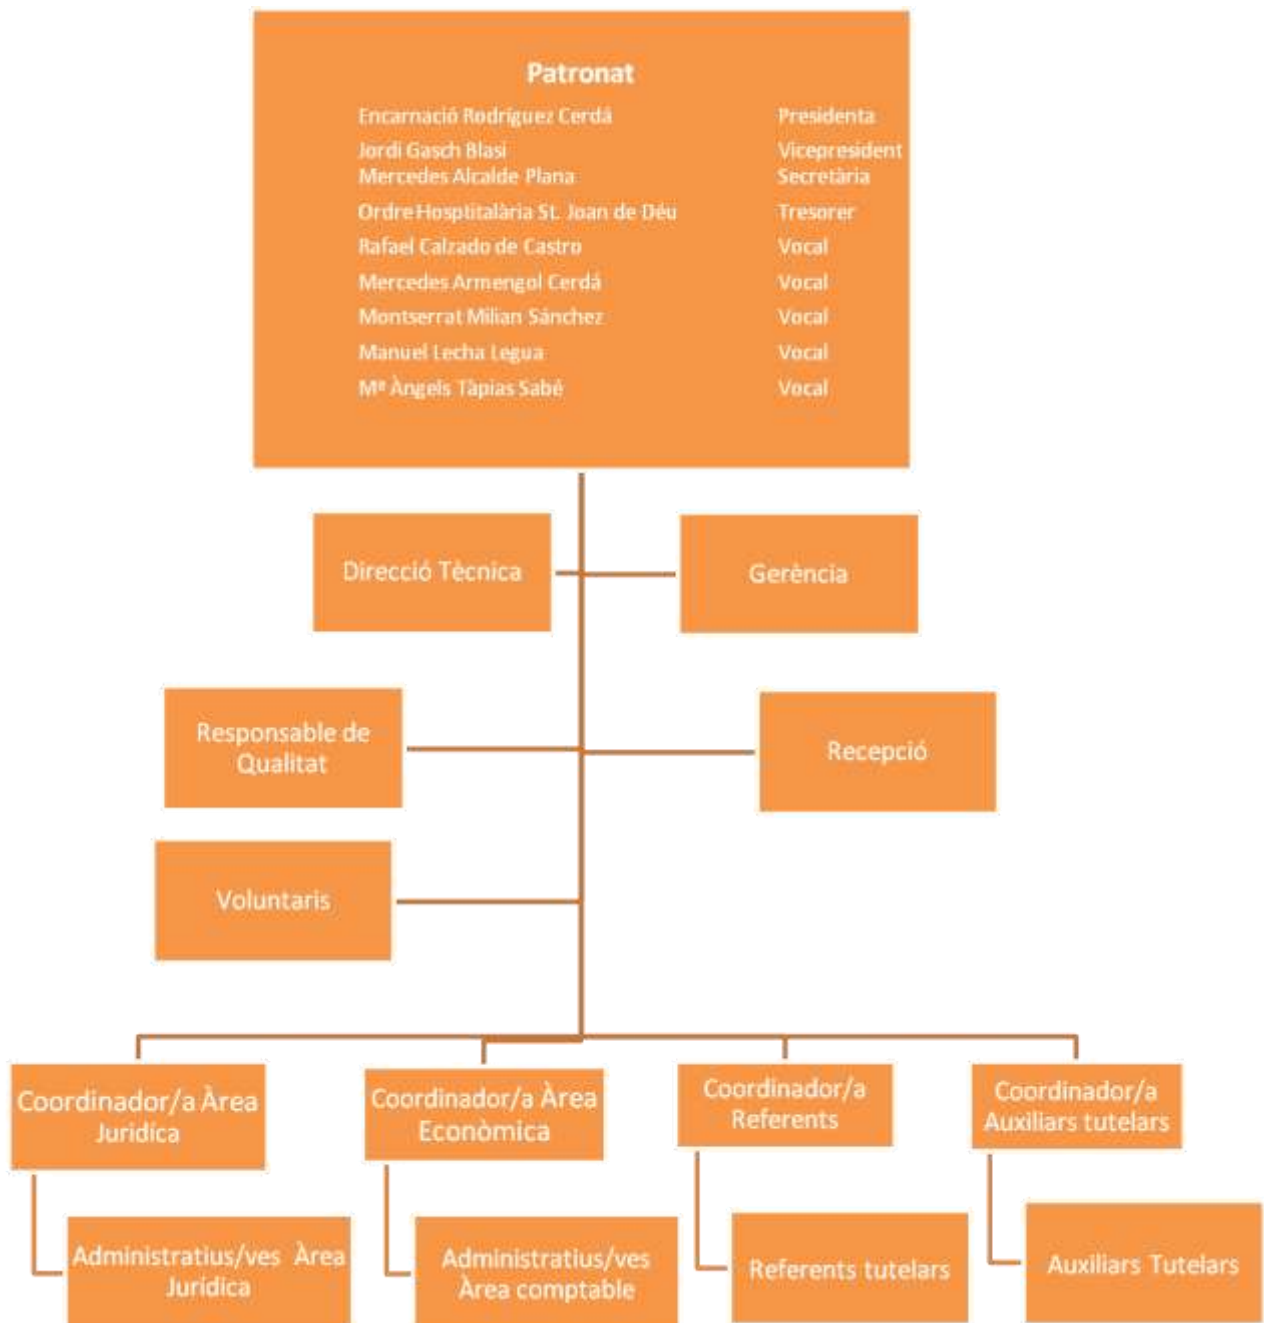 Patronat
Encarnació Rodríguez Cerdá Presidenta
Jordi Gasch Blasi Vicepresident
Mercedes Alcalde Plana Secretària
Ordre Hosptitalària St. Joan de Déu Tresorer
Rafael Calzado de Castro Vocal
Mercedes Armengol Cerdá Vocal
Montserrat Milian Sánchez Vocal
Manuel Lecha Legua Vocal
Mª Àngels Tàpias Sabé Vocal
Direcció Tècnica
Gerència
Responsable de
Qualitat
Recepció
Voluntaris
Coordinador/a Àrea
Jurídica
Coordinador/a Àrea
Econòmica
Coordinador/a
Referents
Coordinador/a
Auxiliars tutelars
Administratius/ves Àrea
Jurídica
Administratius/ves
Àrea comptable
Referents tutelars
Auxiliars Tutelars